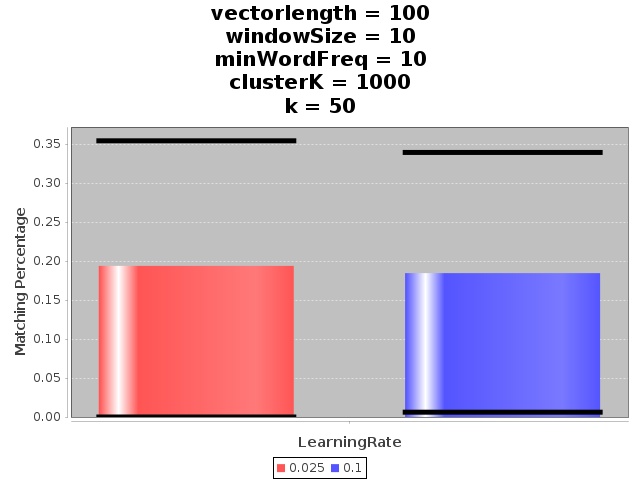 vectorlength = 100
windowSize = 10
minWordFreq = 10
clusterK = 1000
k = 50
0.35
0.30
0.25
0.20
0.15
0.10
0.05
0.00
Matching Percentage
LearningRate
0.025 0.1